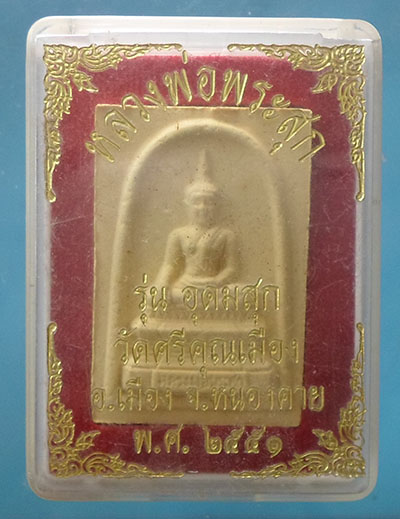 หลวงพ่อพระสุก
รุ่น อุดมสุก
วัดศรีคุณเมือง
อ.เมือง จ.หนองคาย
พ.ศ. ๒๕๕๑